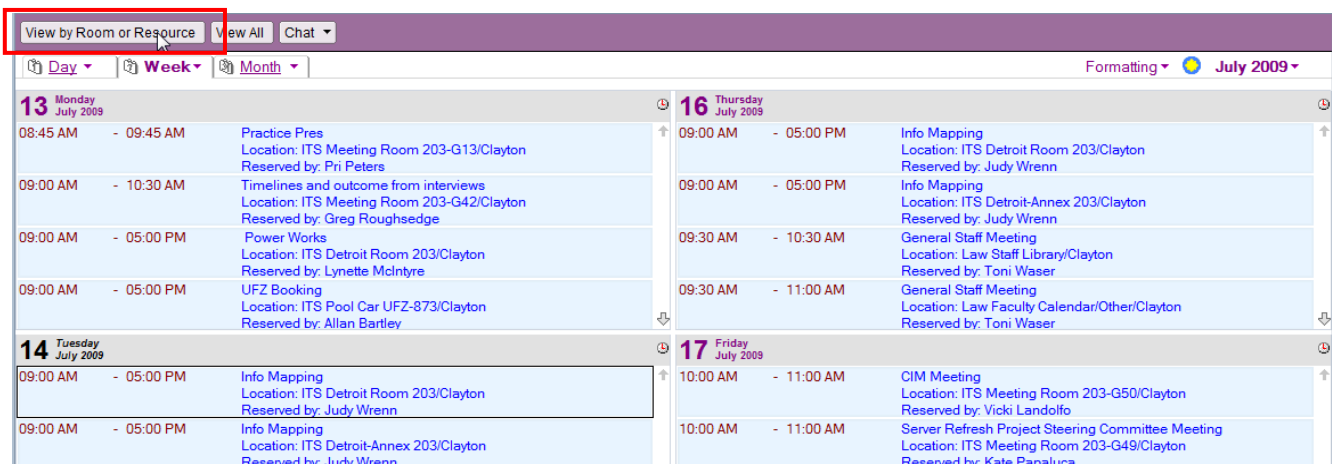 View by Room or Resource View All Chat
Day Week Month Formatting July 2009
13 Monday July 2009
08:45 AM - 09:45 AM Practice Pres
Location: ITS Meeting Room 203-G13/Clayton
Reserved by: Pri Peters
09:00 AM - 10:30 AM Timelines and outcome from interviews
Location: ITS Meeting Room 203-G42/Clayton
Reserved by: Greg Roughsedge
09:00 AM - 05:00 PM Power Works
Location: ITS Detroit Room 203/Clayton
Reserved by: Lynette McIntyre
09:00 AM - 05:00 PM UFZ Booking
Location: ITS Pool Car UFZ-873/Clayton
Reserved by: Allan Bartley
14 Tuesday July 2009
09:00 AM - 05:00 PM Info Mapping
Location: ITS Detroit Room 203/Clayton
Reserved by: Judy Wrenn
09:00 AM - 05:00 PM Info Mapping
Location: ITS Detroit-Annex 203/Clayton
Reserved by: Judy Wrenn
16 Thursday July 2009
09:00 AM - 05:00 PM Info Mapping
Location: ITS Detroit Room 203/Clayton
Reserved by: Judy Wrenn
09:00 AM - 05:00 PM Info Mapping
Location: ITS Detroit-Annex 203/Clayton
Reserved by: Judy Wrenn
09:30 AM - 10:30 AM General Staff Meeting
Location: Law Staff Library/Clayton
Reserved by: Toni Waser
09:30 AM - 11:00 AM General Staff Meeting
Location: Law Faculty Calendar/Other/Clayton
Reserved by: Toni Waser
17 Friday July 2009
10:00 AM - 11:00 AM CIM Meeting
Location: ITS Meeting Room 203-G50/Clayton
Reserved by: Vicki Landolfo
10:00 AM - 11:00 AM Server Refresh Project Steering Committee Meeting
Location: ITS Meeting Room 203-G49/Clayton
Reserved by: Kate Papaluca